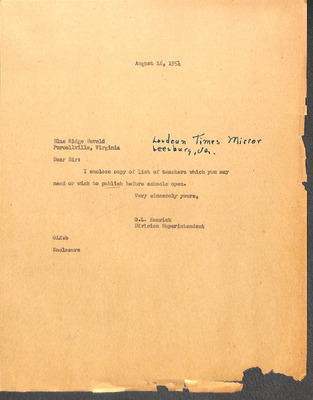 August 16, 1954
Blue Ridge Herald
Purcellville, Virginia
Loudoun Times Mirror
Leesburg, Va.
Dear Sir:
I enclose copy of list of teachers which you may
need or wish to publish before schools open.
Very sincerely yours,
O.L. Emerick
Division Superintendent
OLE:b
Enclosure